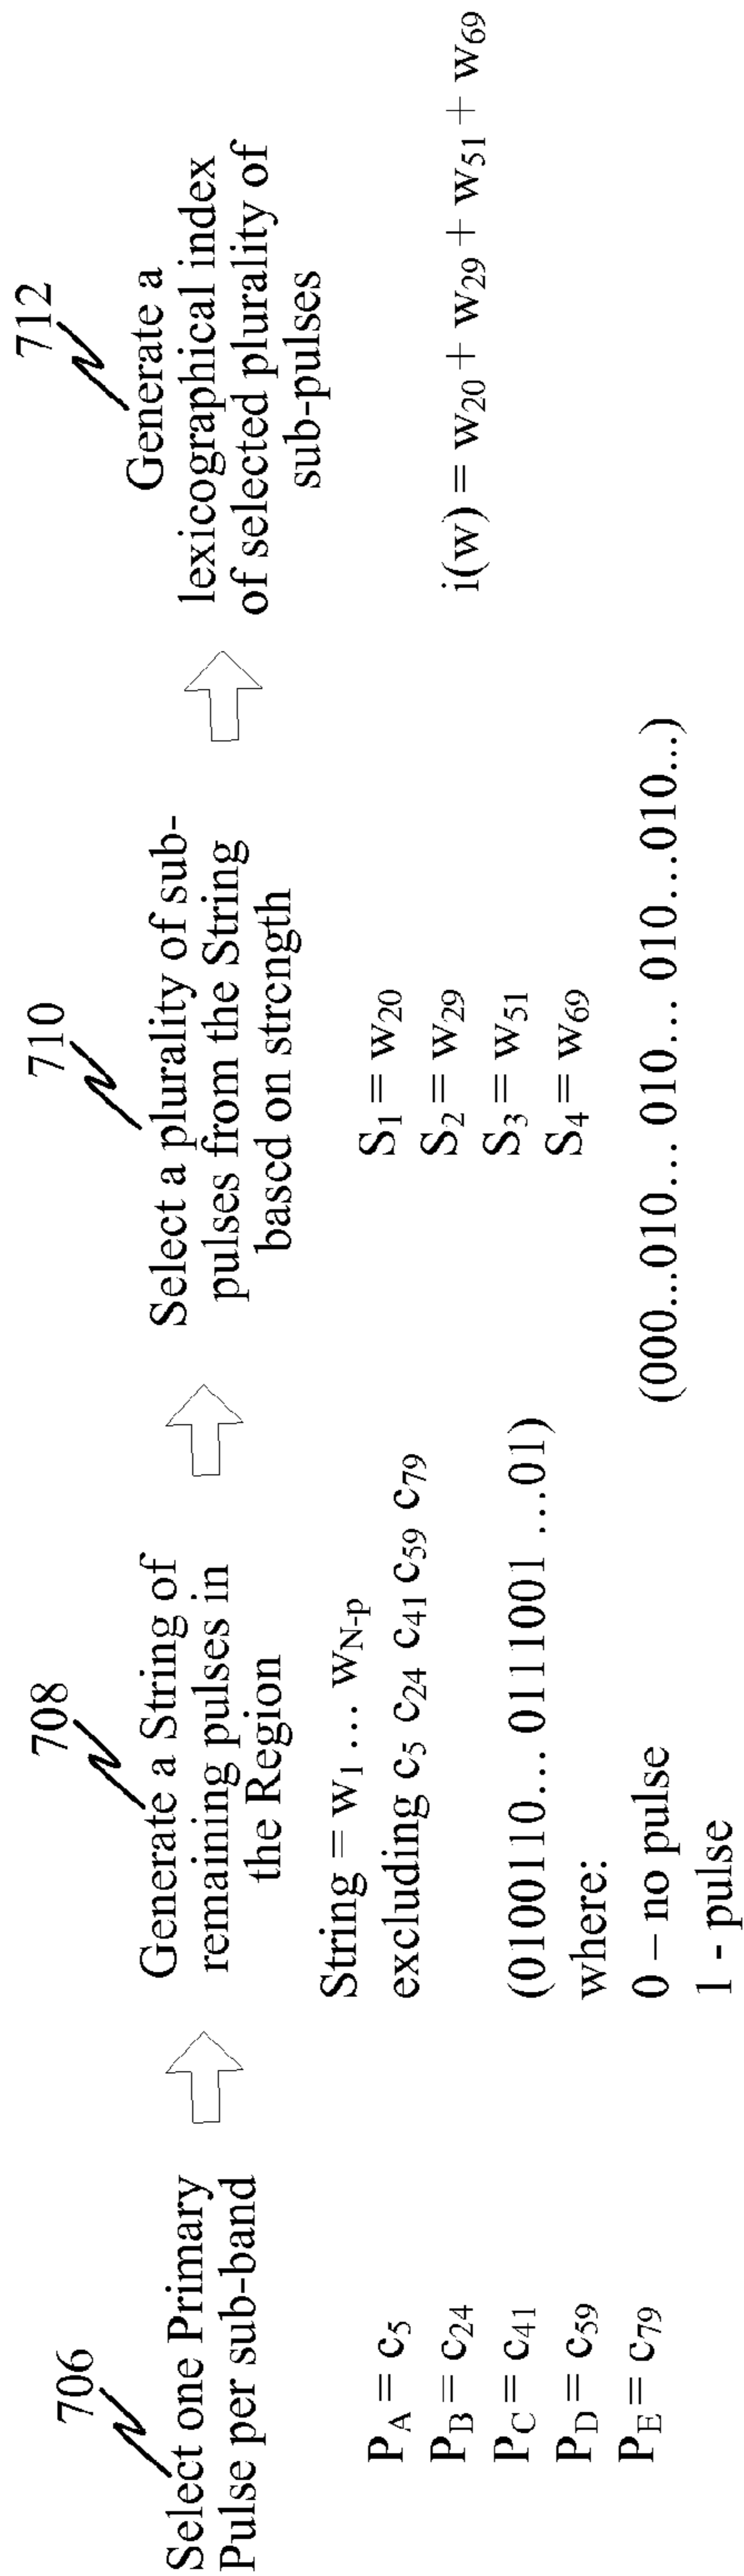 706
Select one Primary
Pulse per sub-band
P_A = c_5
P_B = c_24
P_C = c_41
P_D = c_59
P_E = c_79
708
Generate a String of
remaining pulses in
the Region
String = w_1 … w_N-p
excluding c_5 c_24 c_41 c_59 c_79
(0100110… 0111001 …01)
where:
0 – no pulse
1 - pulse
710
Select a plurality of sub-
pulses from the String
based on strength
S_1 = w_20
S_2 = w_29
S_3 = w_51
S_4 = w_69
(000...010… 010… 010…010...)
712
Generate a
lexicographical index
of selected plurality of
sub-pulses
i(w) = w_20 + w_29 + w_51 + w_69